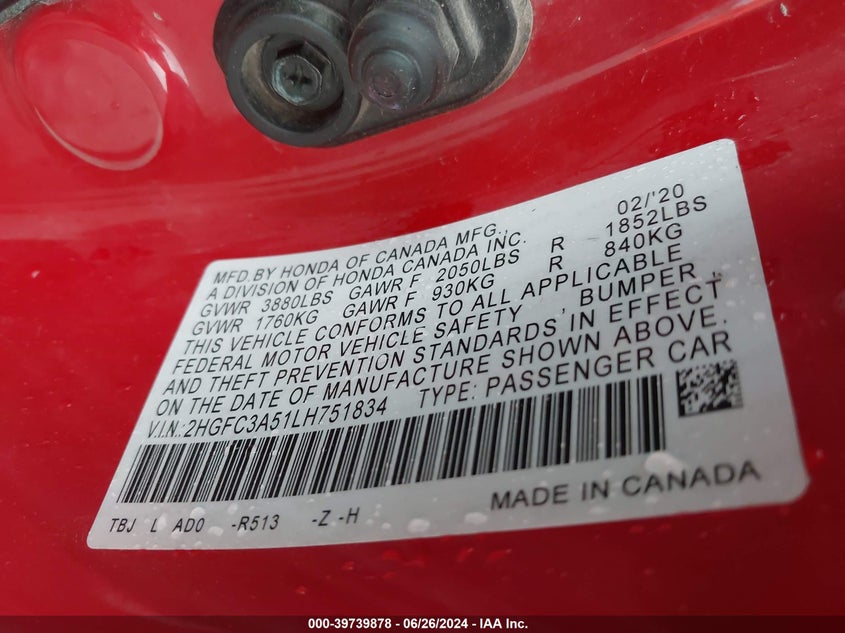 MFD.BY HONDA OF CANADA MFG., 02/'20
A DIVISION OF HONDA CANADA INC.
GVWR 3880LBS GAWR F 2050LBS R 1852LBS
GVWR 1760KG GAWR F 930KG R 840KG
THIS VEHICLE CONFORMS TO ALL APPLICABLE
FEDERAL MOTOR VEHICLE SAFETY , BUMPER ,
AND THEFT PREVENTION STANDARDS IN EFFECT
ON THE DATE OF MANUFACTURE SHOWN ABOVE.
V.I.N.:2HGFC3A51LH751834 TYPE: PASSENGER CAR
TBJ L AD0 -R513 -Z -H MADE IN CANADA
000-39739878 / 06/26/2024 - IAA Inc.